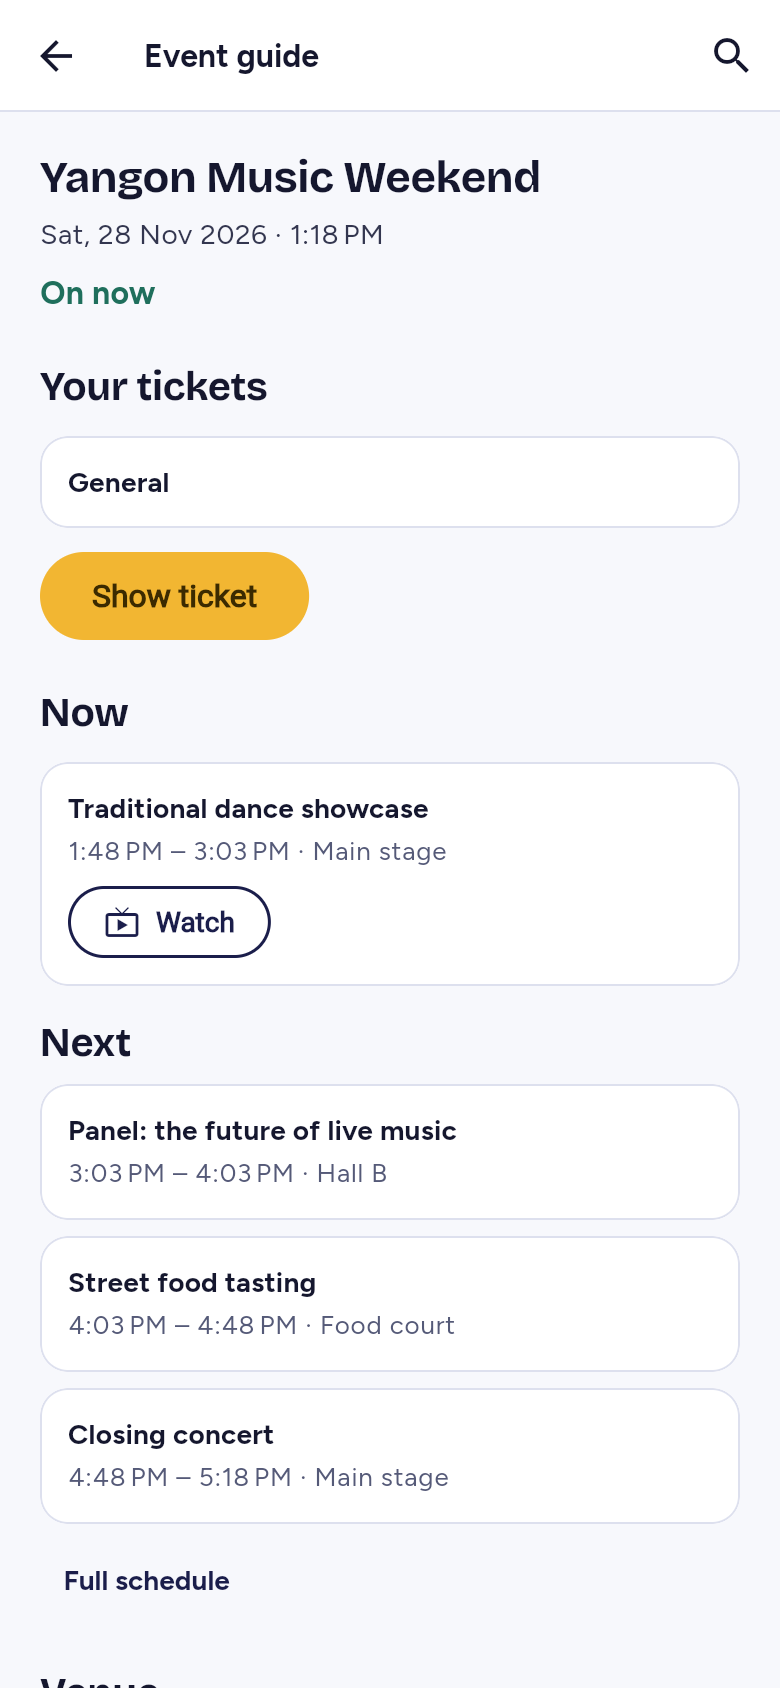 Event guide
Yangon Music Weekend
Sat, 28 Nov 2026 · 1:18 PM
On now
Your tickets
General
Show ticket
Now
Traditional dance showcase
1:48 PM – 3:03 PM · Main stage
Watch
Next
Panel: the future of live music
3:03 PM – 4:03 PM · Hall B
Street food tasting
4:03 PM – 4:48 PM · Food court
Closing concert
4:48 PM – 5:18 PM · Main stage
Full schedule
Venue